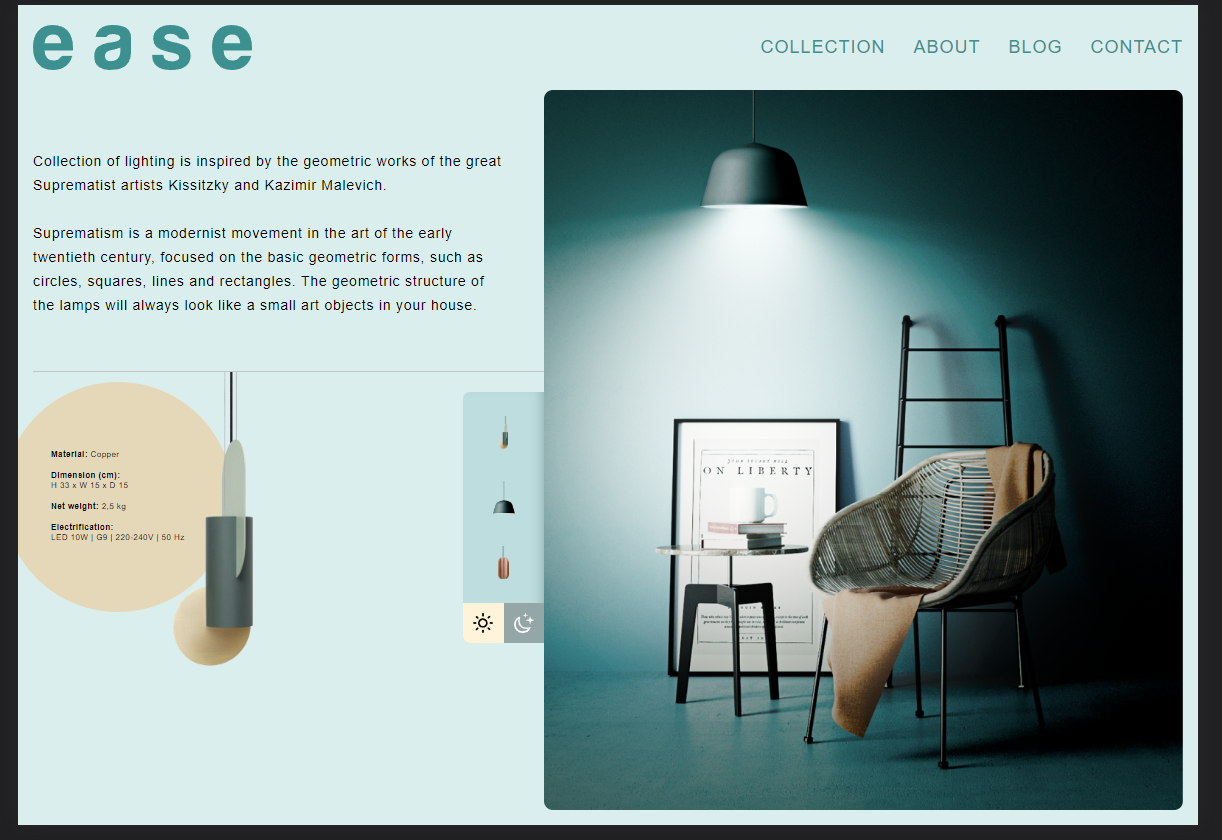 ease
COLLECTION ABOUT BLOG CONTACT
Collection of lighting is inspired by the geometric works of the great
Suprematist artists Kissitzky and Kazimir Malevich.
Suprematism is a modernist movement in the art of the early
twentieth century, focused on the basic geometric forms, such as
circles, squares, lines and rectangles. The geometric structure of
the lamps will always look like a small art objects in your house.
Material: Copper
Dimension (cm):
H 33 x W 15 x D 15
Net weight: 2,5 kg
Electrification:
LED 10W | G9 | 220-240V | 50 Hz
ON LIBERTY